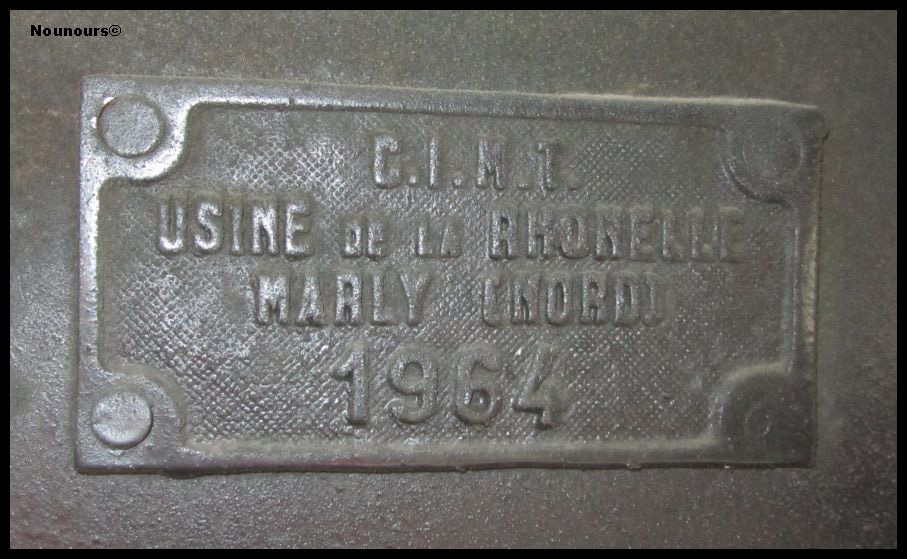 Nounours©
C.I.M.T.
USINE DE LA RHONELLE
MARLY (NORD)
1964